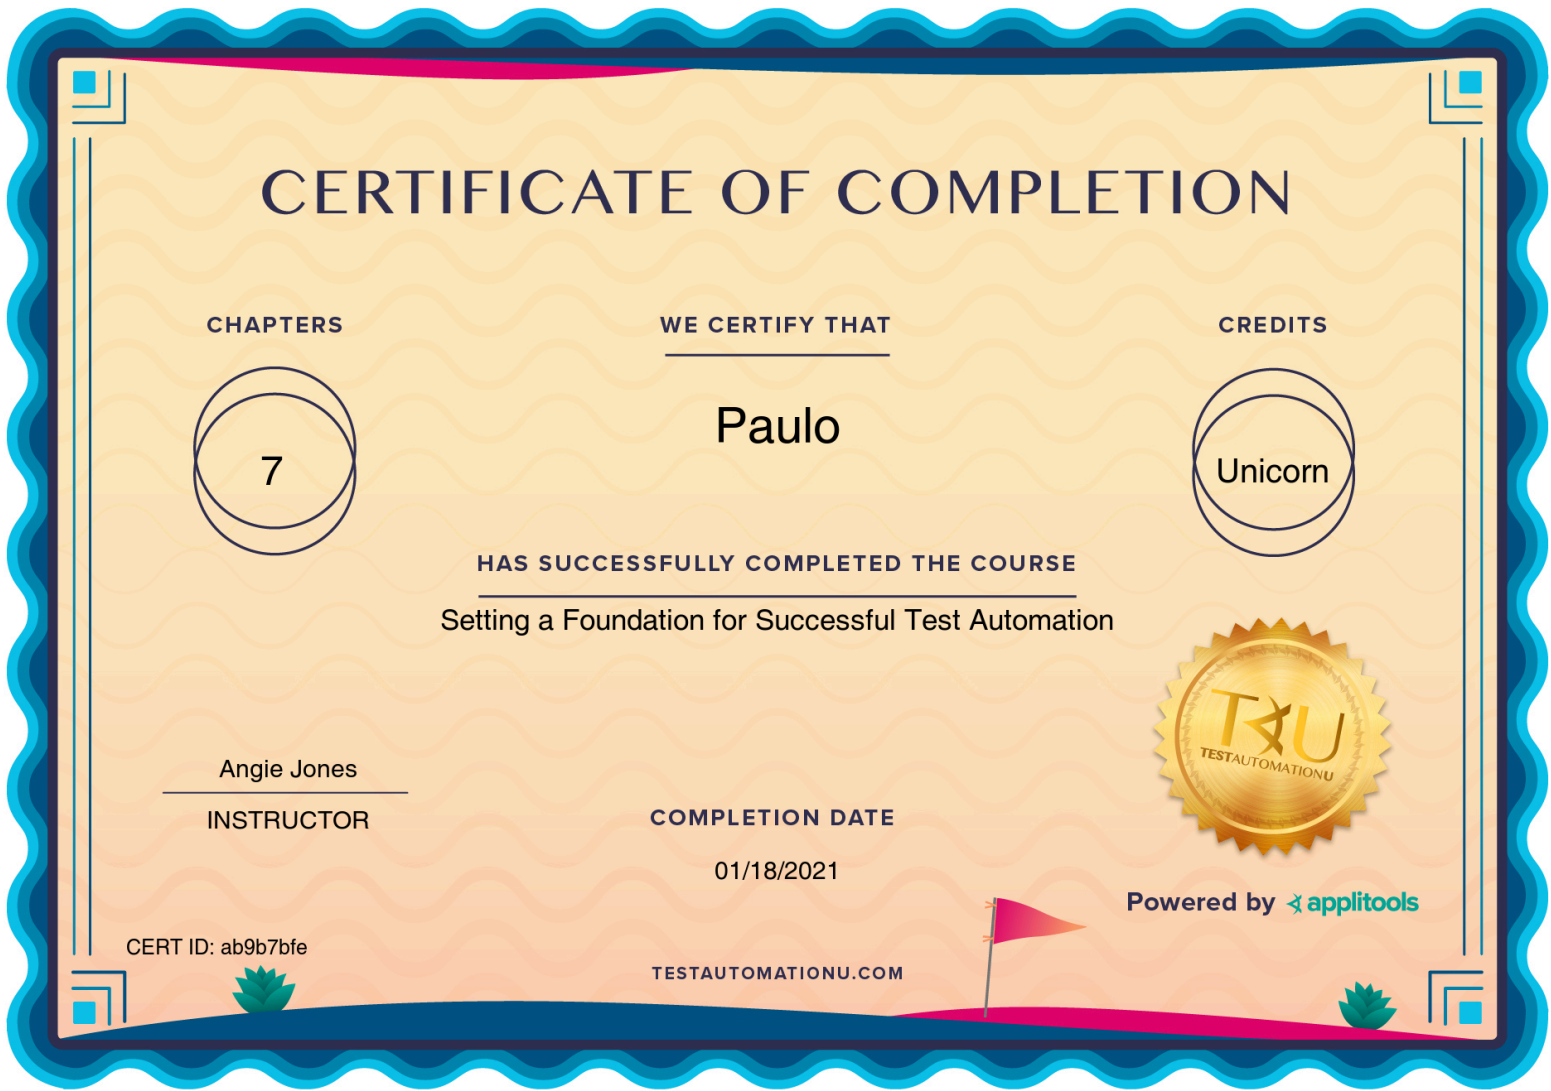 CERTIFICATE OF COMPLETION
CHAPTERS
7
WE CERTIFY THAT
Paulo
CREDITS
Unicorn
HAS SUCCESSFULLY COMPLETED THE COURSE
Setting a Foundation for Successful Test Automation
Angie Jones
INSTRUCTOR
COMPLETION DATE
01/18/2021
TAU
TESTAUTOMATIONU
Powered by applitools
CERT ID: ab9b7bfe
TESTAUTOMATIONU.COM